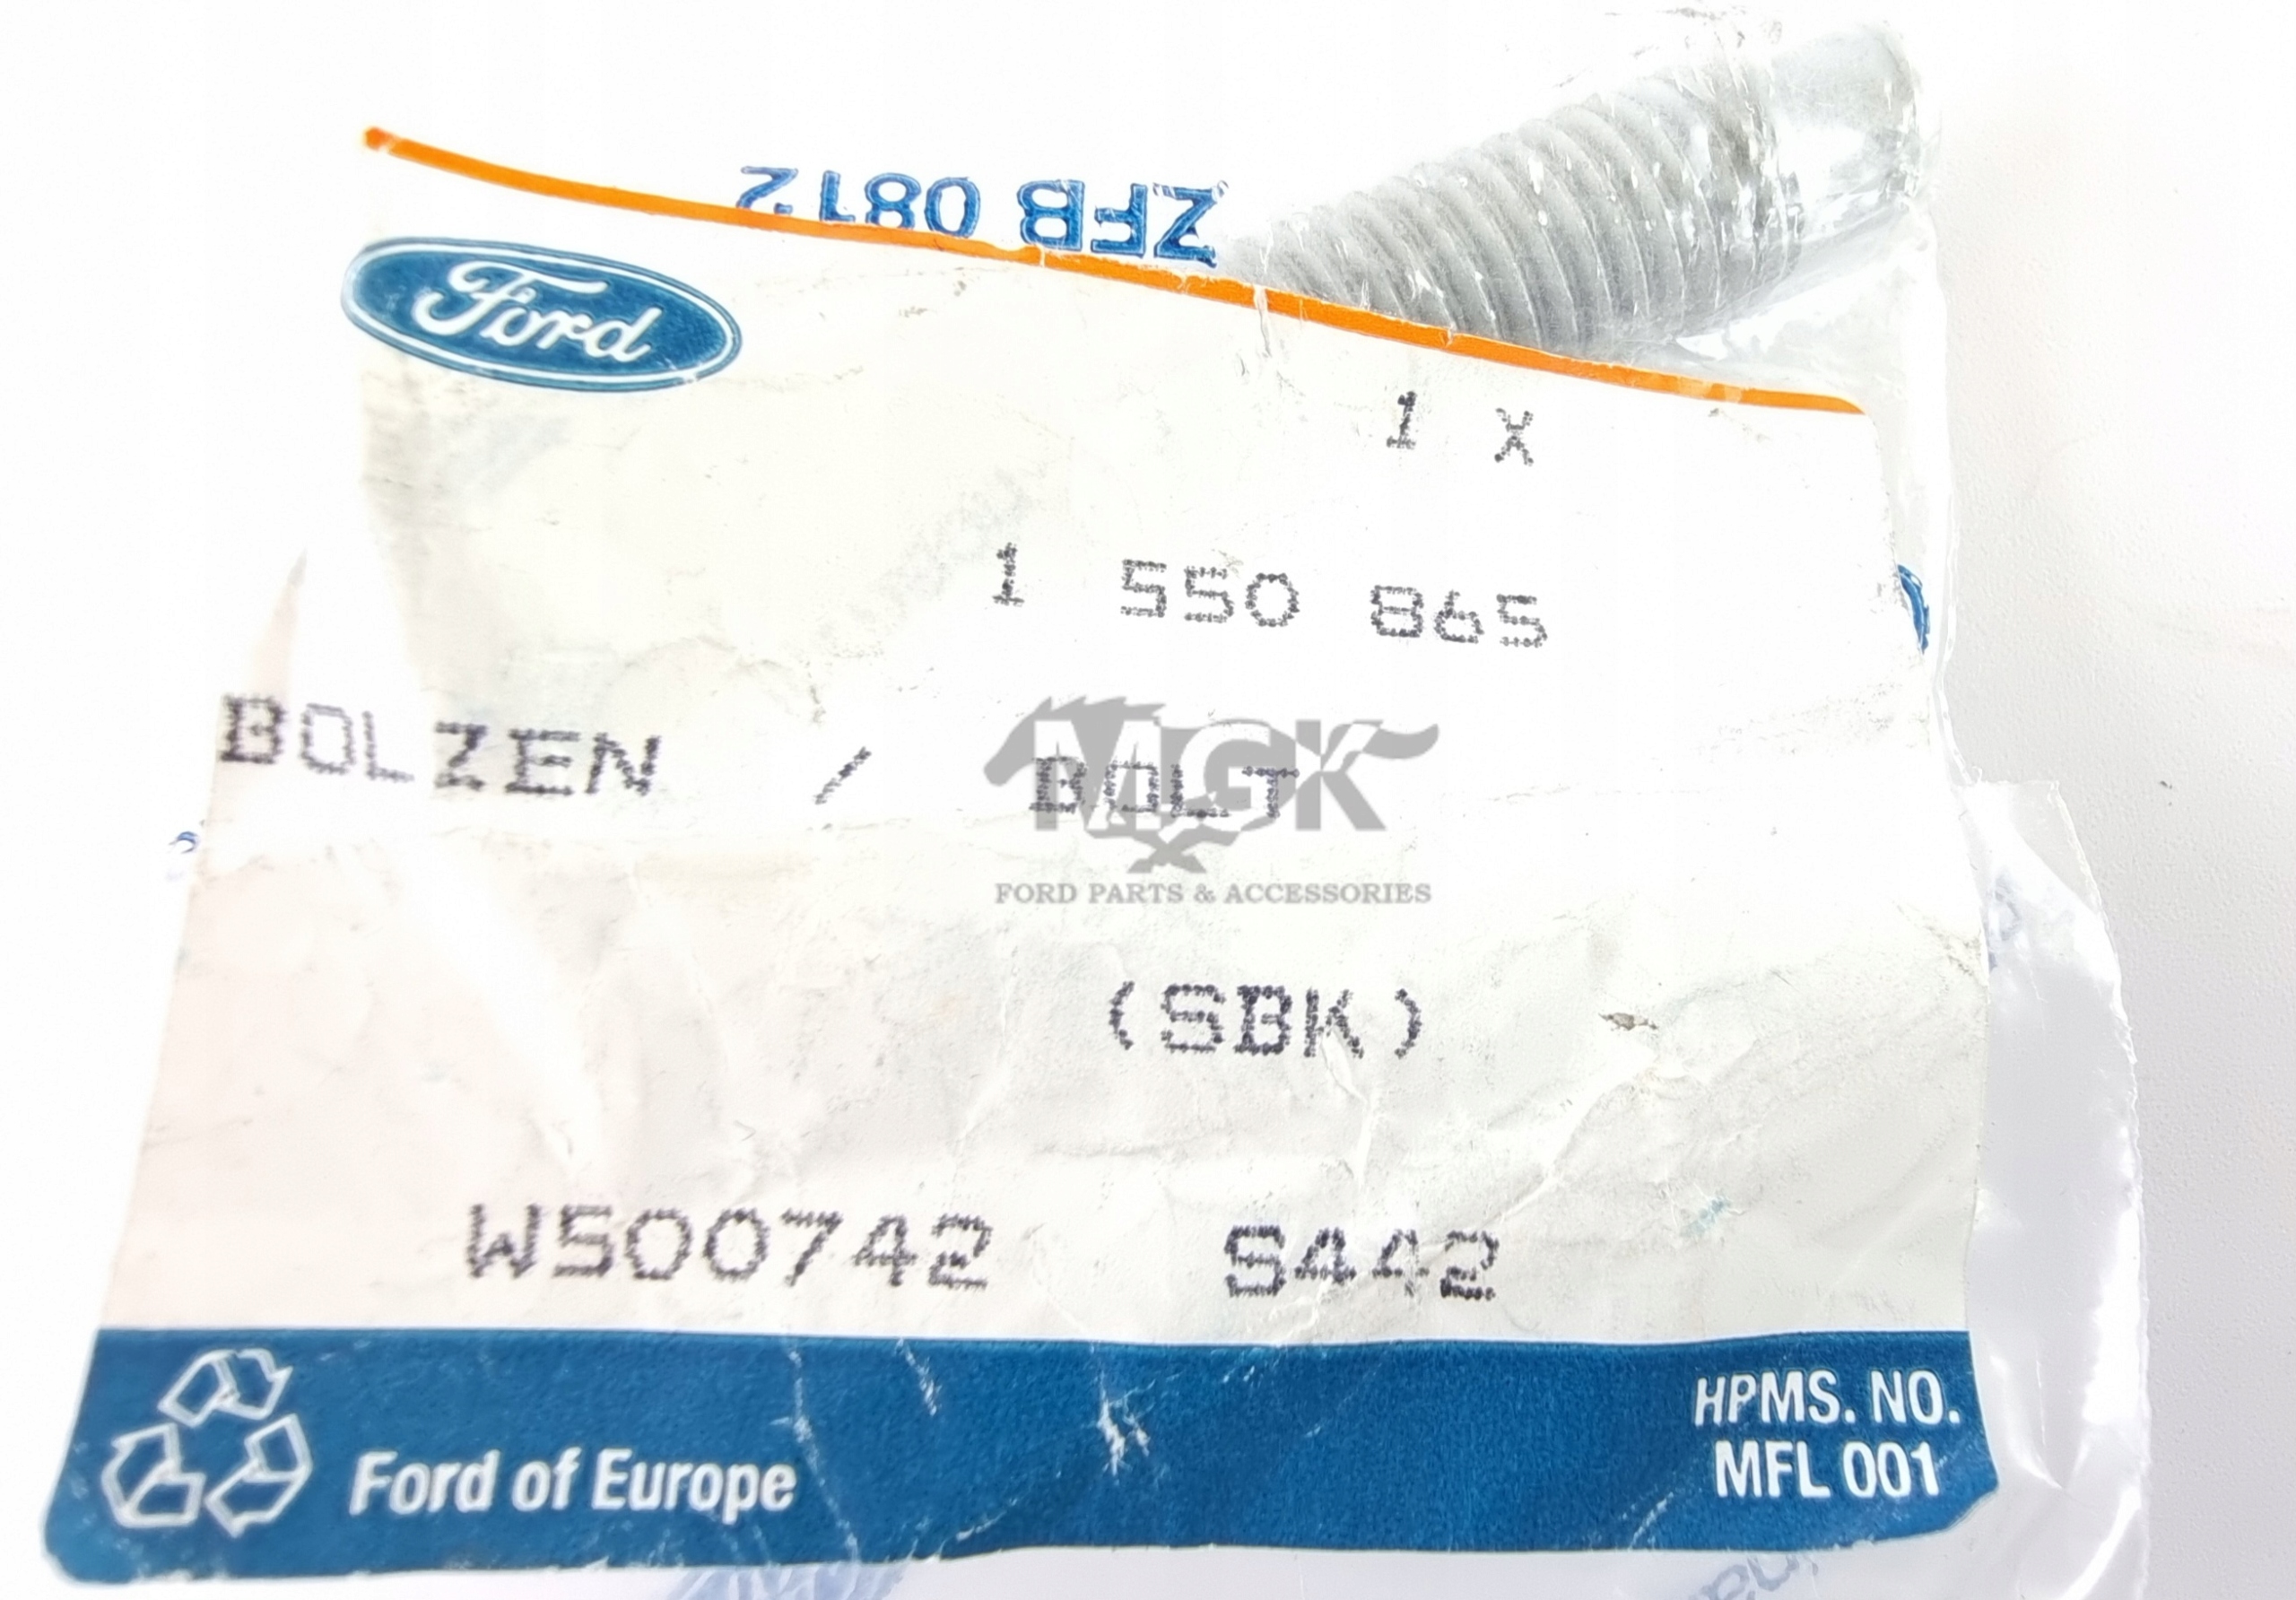 ZFB 0812
Ford
1 X
1 550 865
BOLZEN / BOLT
MGK
FORD PARTS & ACCESSORIES
(SBK)
W500742 S442
Ford of Europe
HPMS. NO.
MFL 001